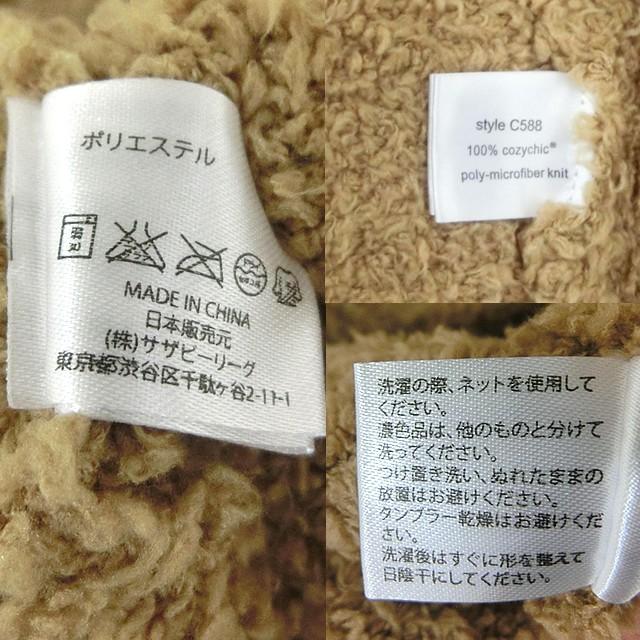 ポリエステル
MADE IN CHINA
日本販売元
(株)サザビーリーグ
東京都渋谷区千駄ヶ谷2-11-1
style C588
100% cozychic®
poly-microfiber knit
洗濯の際、ネットを使用して
ください。
濃色品は、他のものと分けて
洗ってください。
つけ置き洗い、ぬれたままの
放置はお避けください。
タンブラー乾燥はお避けくだ
さい。
洗濯後はすぐに形を整えて
日陰干にしてください。